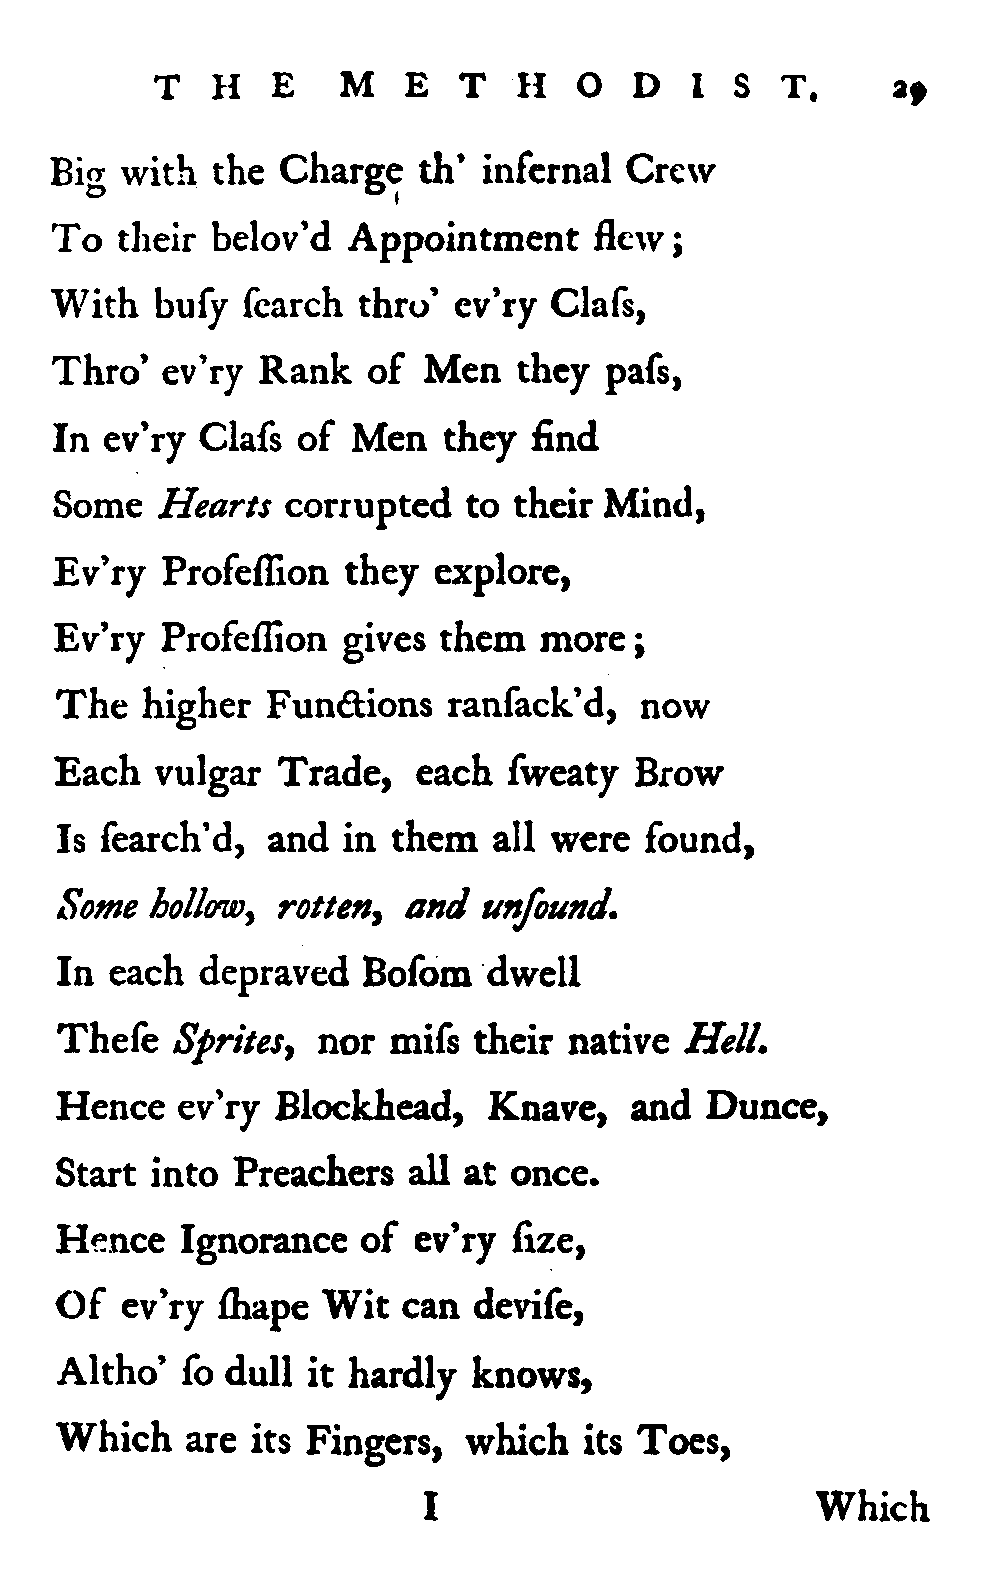 THE METHODIST. 29
Big with the Charge th' infernal Crew
To their belov'd Appointment flew;
With buſy ſearch thro' ev'ry Claſs,
Thro' ev'ry Rank of Men they paſs,
In ev'ry Claſs of Men they find
Some Hearts corrupted to their Mind,
Ev'ry Profeſſion they explore,
Ev'ry Profeſſion gives them more;
The higher Functions ranſack'd, now
Each vulgar Trade, each ſweaty Brow
Is ſearch'd, and in them all were found,
Some hollow, rotten, and unſound.
In each depraved Boſom dwell
Theſe Sprites, nor miſs their native Hell.
Hence ev'ry Blockhead, Knave, and Dunce,
Start into Preachers all at once.
Hence Ignorance of ev'ry ſize,
Of ev'ry ſhape Wit can deviſe,
Altho' ſo dull it hardly knows,
Which are its Fingers, which its Toes,
I Which